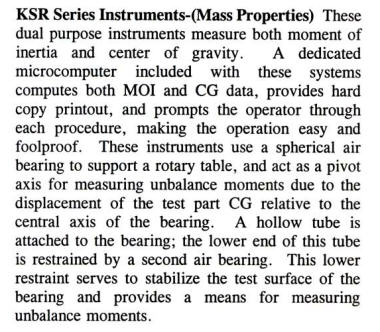 KSR Series Instruments-(Mass Properties) These
dual purpose instruments measure both moment of
inertia and center of gravity. A dedicated
microcomputer included with these systems
computes both MOI and CG data, provides hard
copy printout, and prompts the operator through
each procedure, making the operation easy and
foolproof. These instruments use a spherical air
bearing to support a rotary table, and act as a pivot
axis for measuring unbalance moments due to the
displacement of the test part CG relative to the
central axis of the bearing. A hollow tube is
attached to the bearing; the lower end of this tube
is restrained by a second air bearing. This lower
restraint serves to stabilize the test surface of the
bearing and provides a means for measuring
unbalance moments.